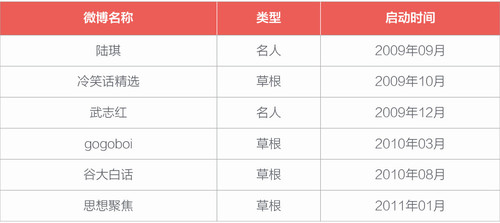 微博名称 类型 启动时间
陆琪 名人 2009年09月
冷笑话精选 草根 2009年10月
武志红 名人 2009年12月
gogoboi 草根 2010年03月
谷大白话 草根 2010年08月
思想聚焦 草根 2011年01月